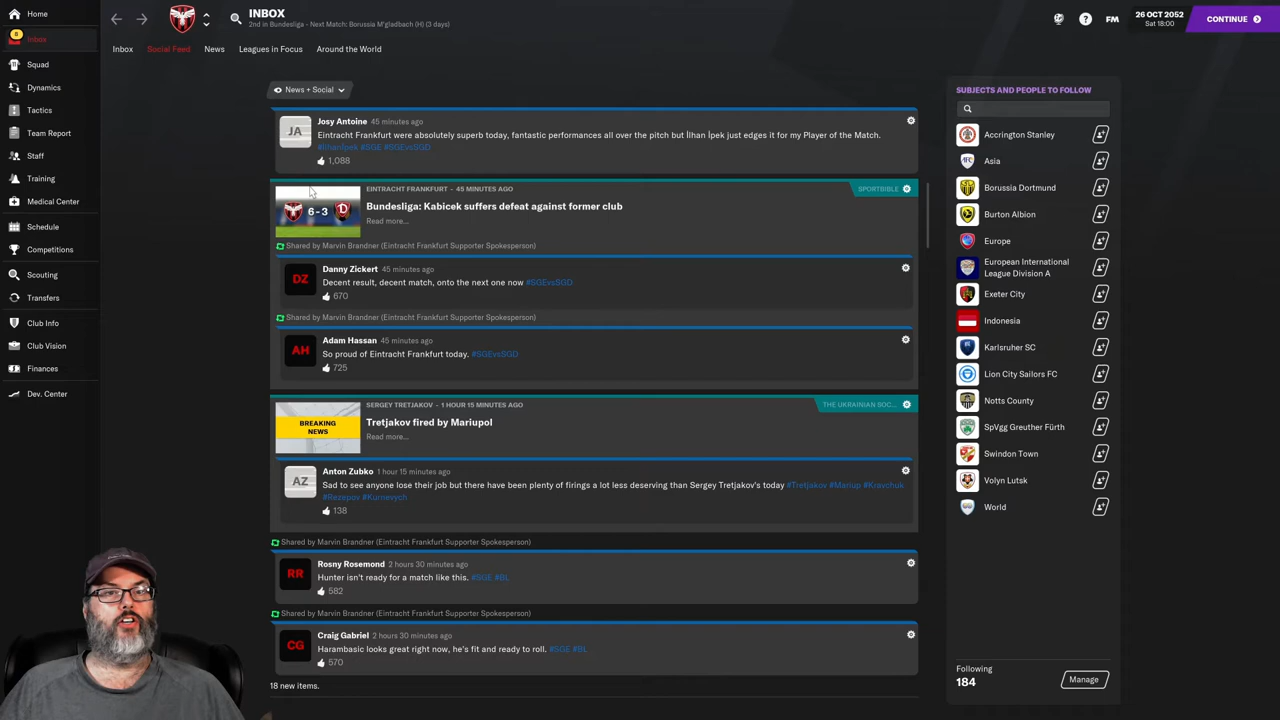 Home
INBOX
2nd in Bundesliga - Next Match: Borussia M'gladbach (H) (3 days)
FM
26 OCT 2052
Sat 18:00
CONTINUE
8
Inbox
Squad
Dynamics
Tactics
Team Report
Staff
Training
Medical Center
Schedule
Competitions
Scouting
Transfers
Club Info
Club Vision
Finances
Dev. Center
Inbox Social Feed News Leagues in Focus Around the World
News + Social
JA
Josy Antoine 45 minutes ago
Eintracht Frankfurt were absolutely superb today, fantastic performances all over the pitch but İlhan İpek just edges it for my Player of the Match.
#İlhanİpek #SGE #SGEvsSGD
1,088
6 - 3
EINTRACHT FRANKFURT - 45 MINUTES AGO
SPORTBIBLE
Bundesliga: Kabicek suffers defeat against former club
Read more...
Shared by Marvin Brandner (Eintracht Frankfurt Supporter Spokesperson)
DZ
Danny Zickert 45 minutes ago
Decent result, decent match, onto the next one now #SGEvsSGD
670
Shared by Marvin Brandner (Eintracht Frankfurt Supporter Spokesperson)
AH
Adam Hassan 45 minutes ago
So proud of Eintracht Frankfurt today. #SGEvsSGD
725
BREAKING
NEWS
SERGEY TRETJAKOV - 1 HOUR 15 MINUTES AGO
THE UKRAINIAN SOC...
Tretjakov fired by Mariupol
Read more...
AZ
Anton Zubko 1 hour 15 minutes ago
Sad to see anyone lose their job but there have been plenty of firings a lot less deserving than Sergey Tretjakov's today #Tretjakov #Mariup #Kravchuk
#Rezapov #Kurnevych
138
Shared by Marvin Brandner (Eintracht Frankfurt Supporter Spokesperson)
RR
Rosny Rosemond 2 hours 30 minutes ago
Hunter isn't ready for a match like this. #SGE #BL
582
Shared by Marvin Brandner (Eintracht Frankfurt Supporter Spokesperson)
CG
Craig Gabriel 2 hours 30 minutes ago
Harambasic looks great right now, he's fit and ready to roll. #SGE #BL
570
18 new items.
SUBJECTS AND PEOPLE TO FOLLOW
Accrington Stanley
Asia
Borussia Dortmund
Burton Albion
Europe
European International
League Division A
Exeter City
Indonesia
Karlsruher SC
Lion City Sailors FC
Notts County
SpVgg Greuther Fürth
Swindon Town
Volyn Lutsk
World
Following
184
Manage